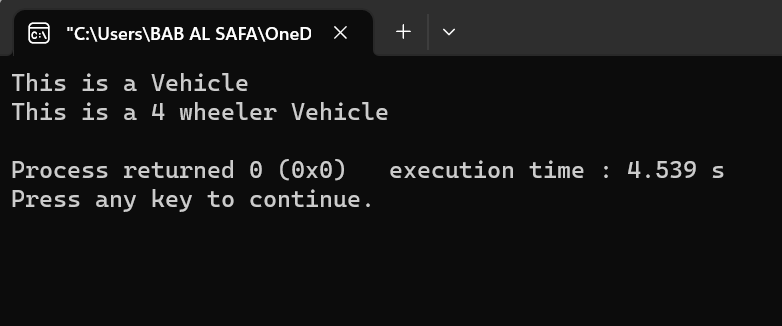 "C:\Users\BAB AL SAFA\OneD
This is a Vehicle
This is a 4 wheeler Vehicle
Process returned 0 (0x0)   execution time : 4.539 s
Press any key to continue.